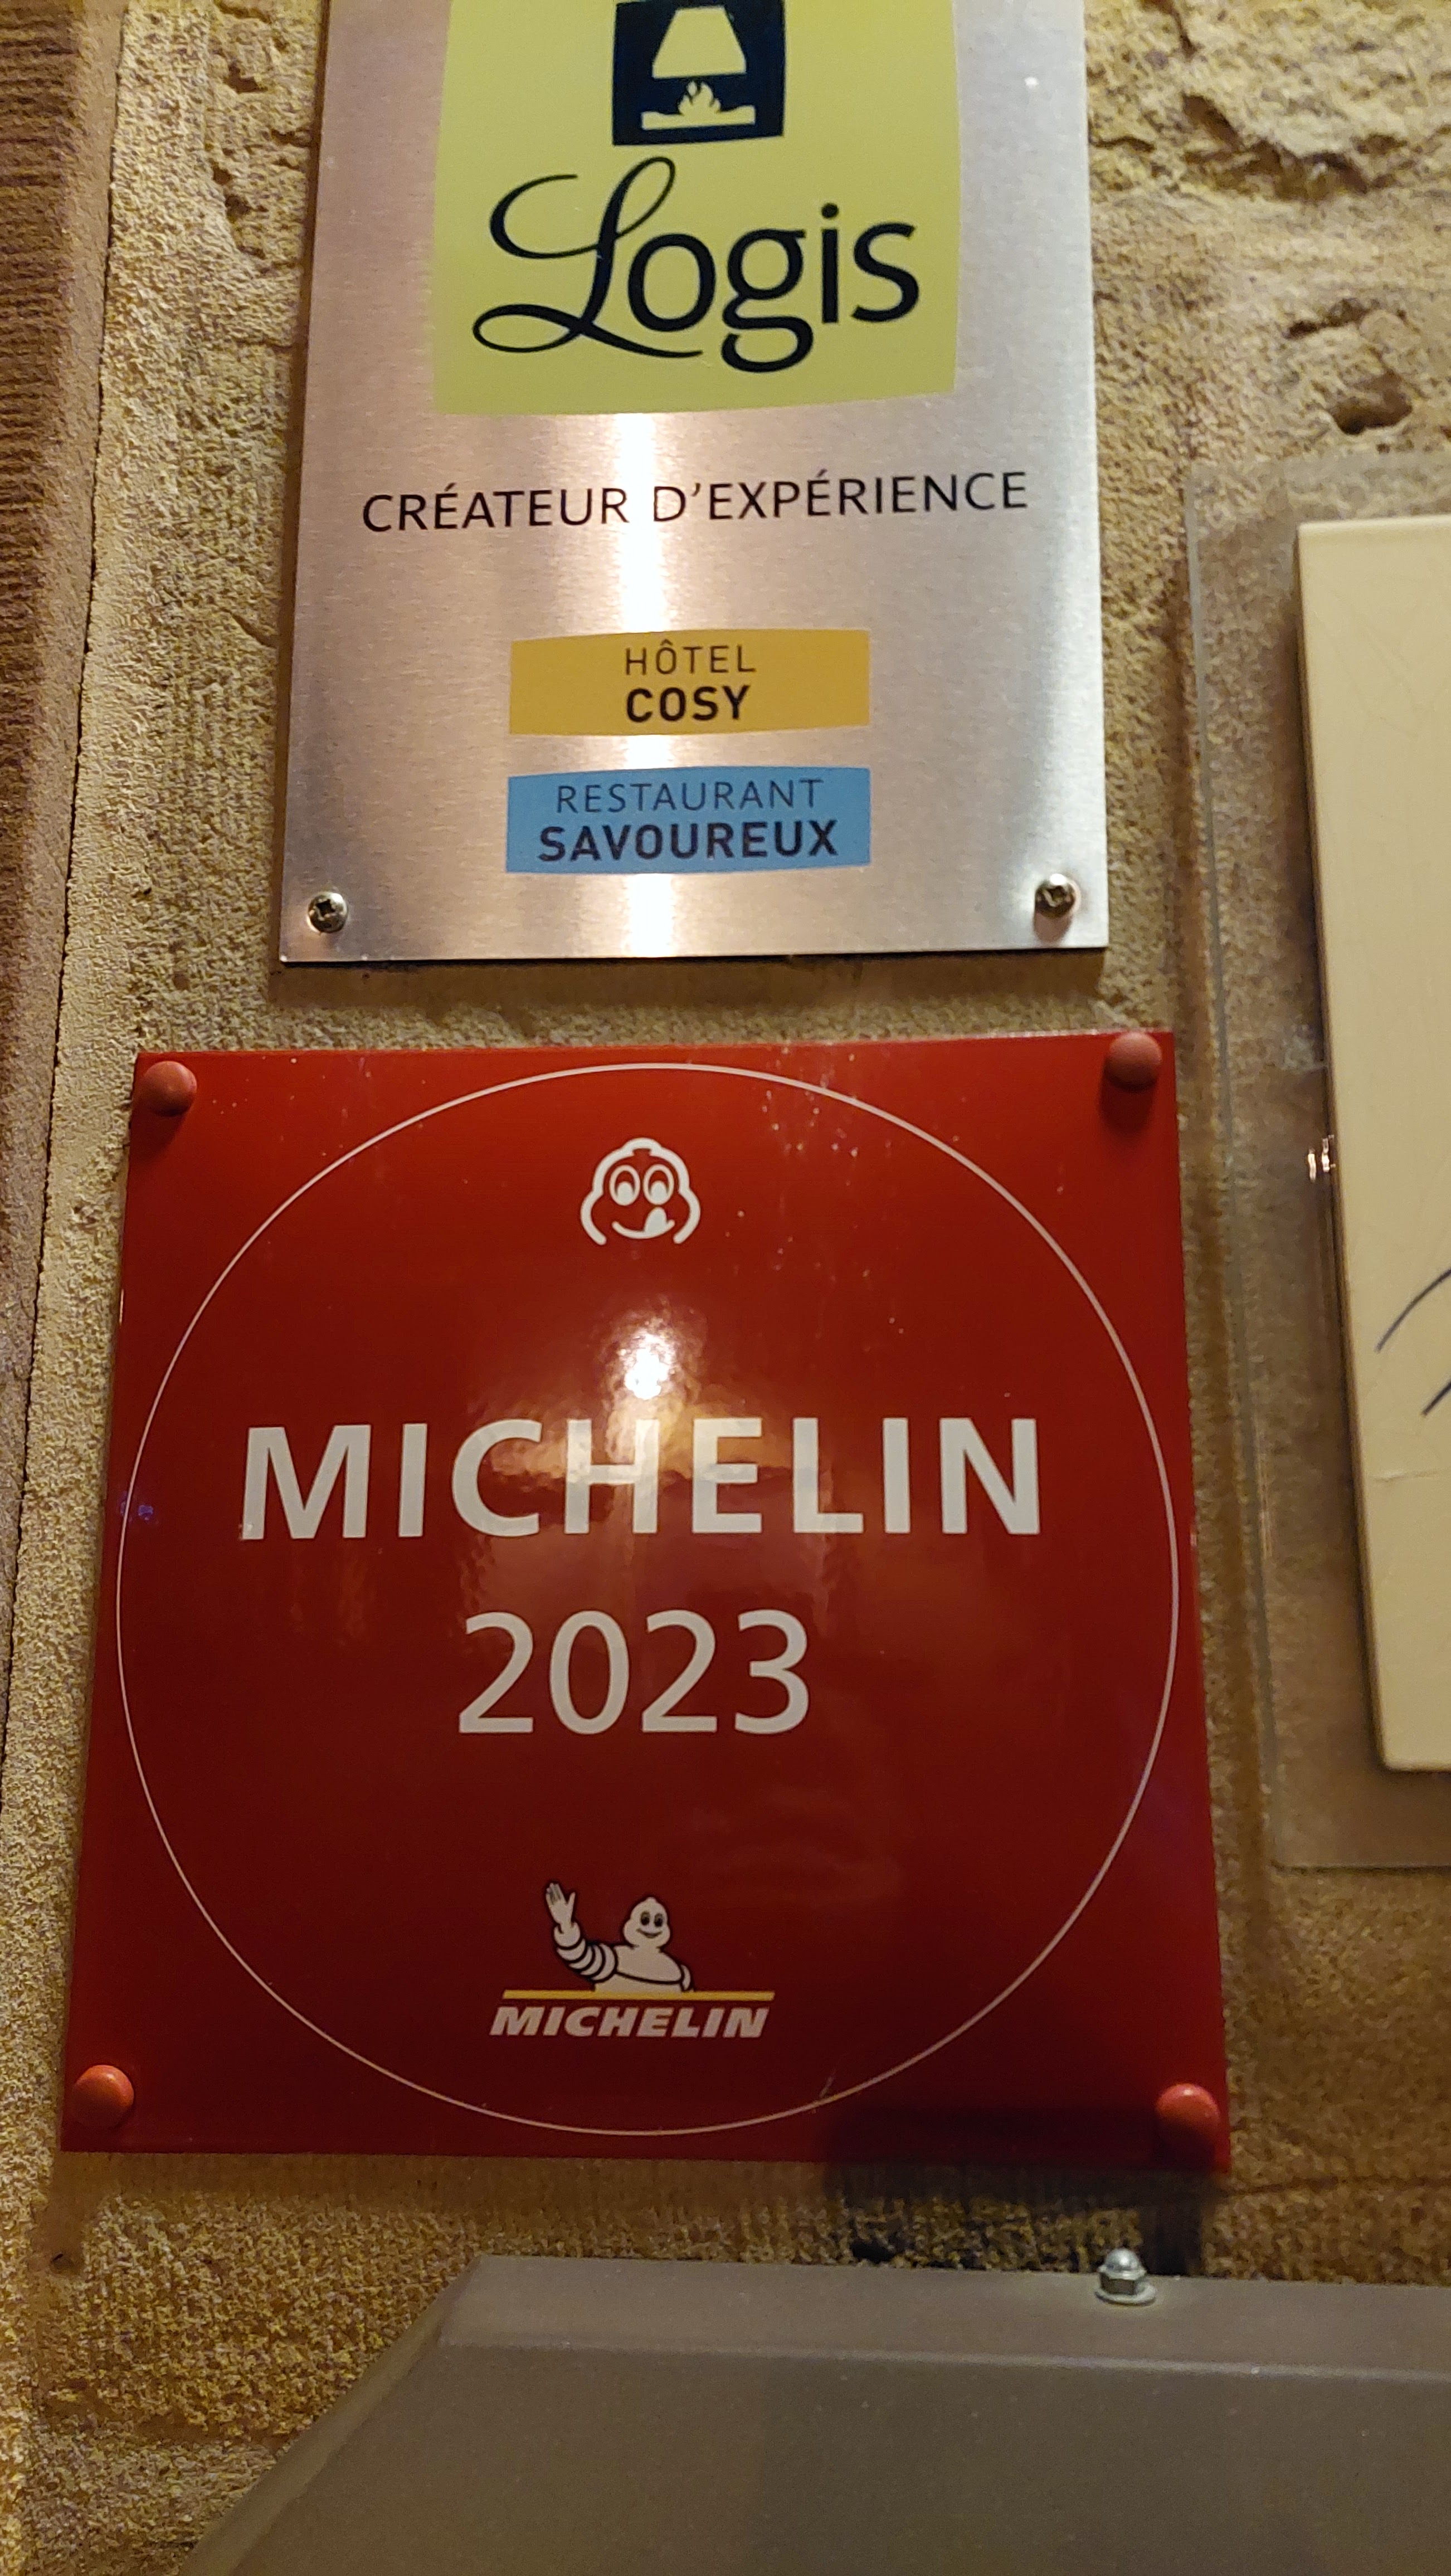 Logis
CRÉATEUR D'EXPÉRIENCE
HÔTEL
COSY
RESTAURANT
SAVOUREUX
MICHELIN
2023
MICHELIN